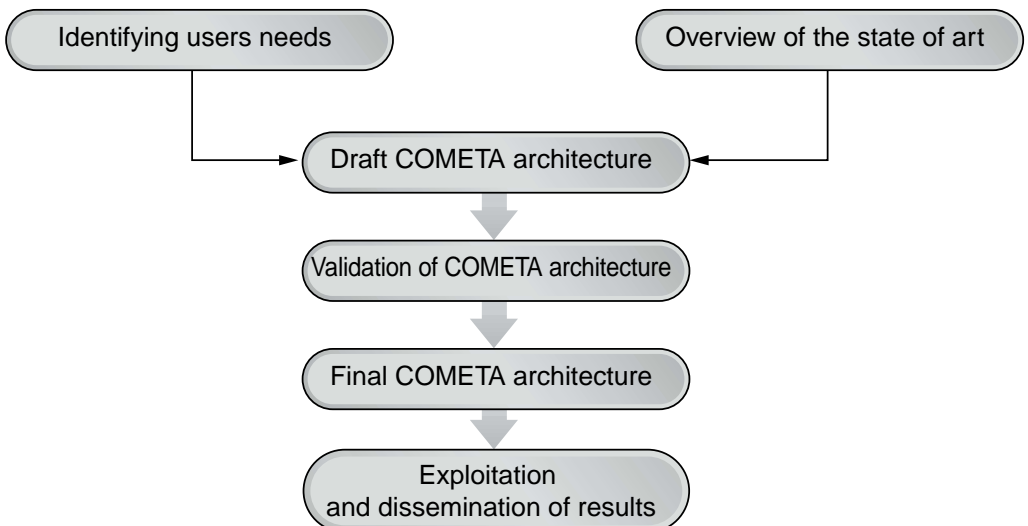 Identifying users needs
Overview of the state of art
Draft COMETA architecture
Validation of COMETA architecture
Final COMETA architecture
Exploitation
and dissemination of results